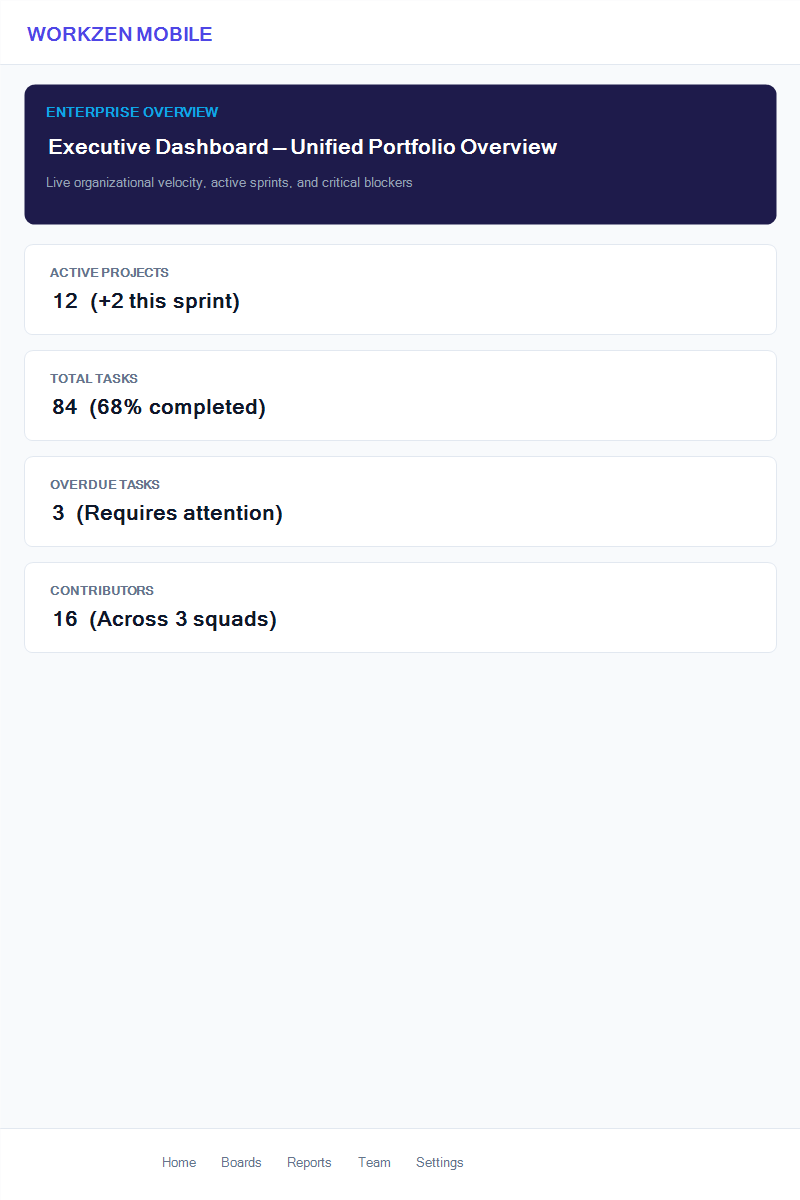 WORKZEN MOBILE
ENTERPRISE OVERVIEW
Executive Dashboard — Unified Portfolio Overview
Live organizational velocity, active sprints, and critical blockers
ACTIVE PROJECTS
12 (+2 this sprint)
TOTAL TASKS
84 (68% completed)
OVERDUE TASKS
3 (Requires attention)
CONTRIBUTORS
16 (Across 3 squads)
Home Boards Reports Team Settings